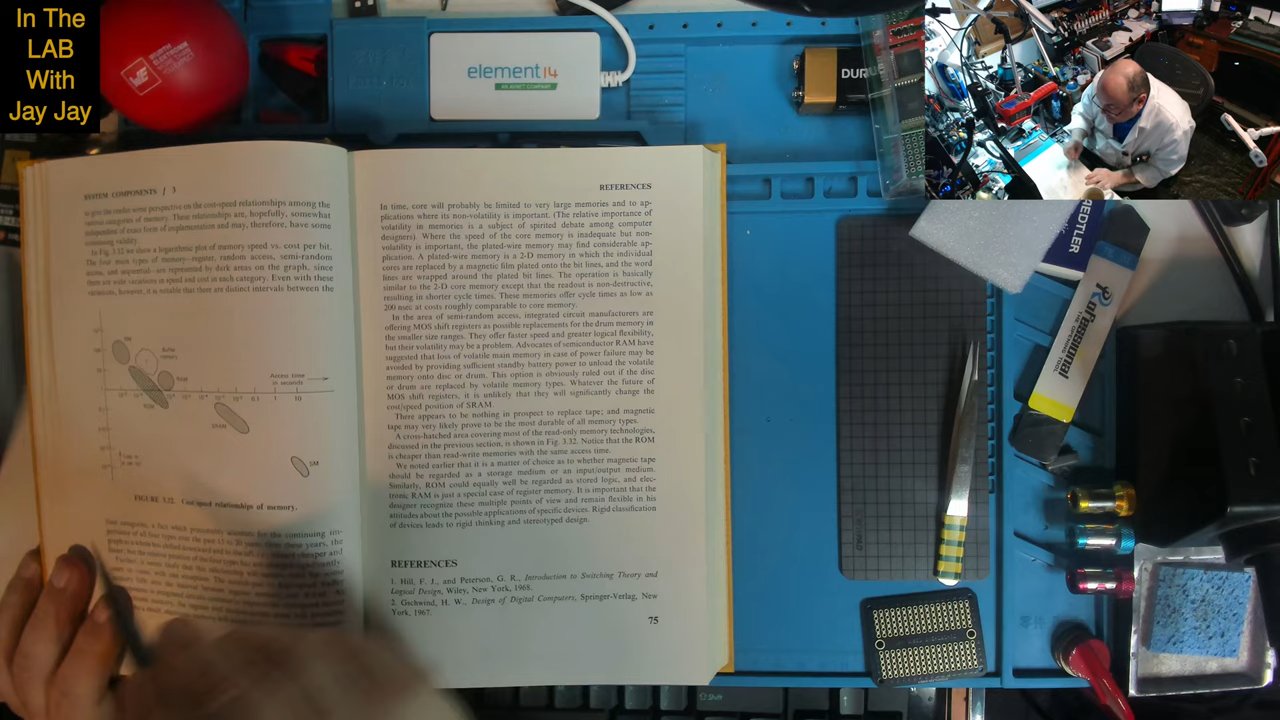 In The
LAB
With
Jay Jay
element14
AN AVNET COMPANY
DURA
AEDTLER
Rofessional
SYSTEM COMPONENTS / 3
to give the reader some perspective on the cost-speed relationships among the
various categories of memory. These relationships are, hopefully, somewhat
independent of exact form of implementation and may, therefore, have some
continuing validity.
In Fig. 3.32 we show a logarithmic plot of memory speed vs. cost per bit.
The four main types of memory—register, random access, semi-random
access, and sequential—are represented by dark areas on the graph, since
there are wide variations in speed and cost in each category. Even with these
variations, however, it is notable that there are distinct intervals between the
Buffer
memory
RAM
ROM
Access time
in seconds
0.1 1 10
SRAM
SM
FIGURE 3.32. Cost/speed relationships of memory.
REFERENCES
In time, core will probably be limited to very large memories and to ap-
plications where its non-volatility is important. (The relative importance of
volatility in memories is a subject of spirited debate among computer
designers). Where the speed of the core memory is inadequate but non-
volatility is important, the plated-wire memory may find considerable ap-
plication. A plated-wire memory is a 2-D memory in which the individual
cores are replaced by a magnetic film plated onto the bit lines, and the word
lines are wrapped around the plated bit lines. The operation is basically
similar to the 2-D core memory except that the readout is non-destructive,
resulting in shorter cycle times. These memories offer cycle times as low as
200 nsec at costs roughly comparable to core memory.
In the area of semi-random access, integrated circuit manufacturers are
offering MOS shift registers as possible replacements for the drum memory in
the smaller size ranges. They offer faster speed and greater logical flexibility,
but their volatility may be a problem. Advocates of semiconductor RAM have
suggested that loss of volatile main memory in case of power failure may be
avoided by providing sufficient standby battery power to unload the volatile
memory onto disc or drum. This option is obviously ruled out if the disc
or drum are replaced by volatile memory types. Whatever the future of
MOS shift registers, it is unlikely that they will significantly change the
cost/speed position of SRAM.
There appears to be nothing in prospect to replace tape; and magnetic
tape may very likely prove to be the most durable of all memory types.
A cross-hatched area covering most of the read-only memory technologies,
discussed in the previous section, is shown in Fig. 3.32. Notice that the ROM
is cheaper than read-write memories with the same access time.
We noted earlier that it is a matter of choice as to whether magnetic tape
should be regarded as a storage medium or an input/output medium.
Similarly, ROM could equally well be regarded as stored logic, and elec-
tronic RAM is just a special case of register memory. It is important that the
designer recognize these multiple points of view and remain flexible in his
attitudes about the possible applications of specific devices. Rigid classification
of devices leads to rigid thinking and stereotyped design.
REFERENCES
1. Hill, F. J., and Peterson, G. R., Introduction to Switching Theory and
Logical Design, Wiley, New York, 1968.
2. Gschwind, H. W., Design of Digital Computers, Springer-Verlag, New
York, 1967.
75
Shift